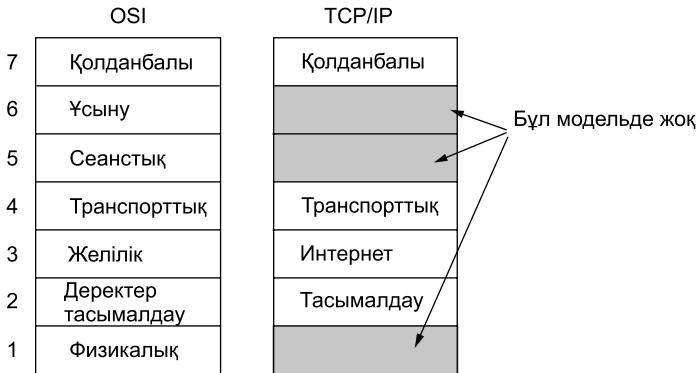 OSI TCP/IP
7 Қолданбалы Қолданбалы
6 Ұсыну
Бұл модельде жоқ
5 Сеанстық
4 Транспорттық Транспорттық
3 Желілік Интернет
2 Деректер
тасымалдау Тасымалдау
1 Физикалық